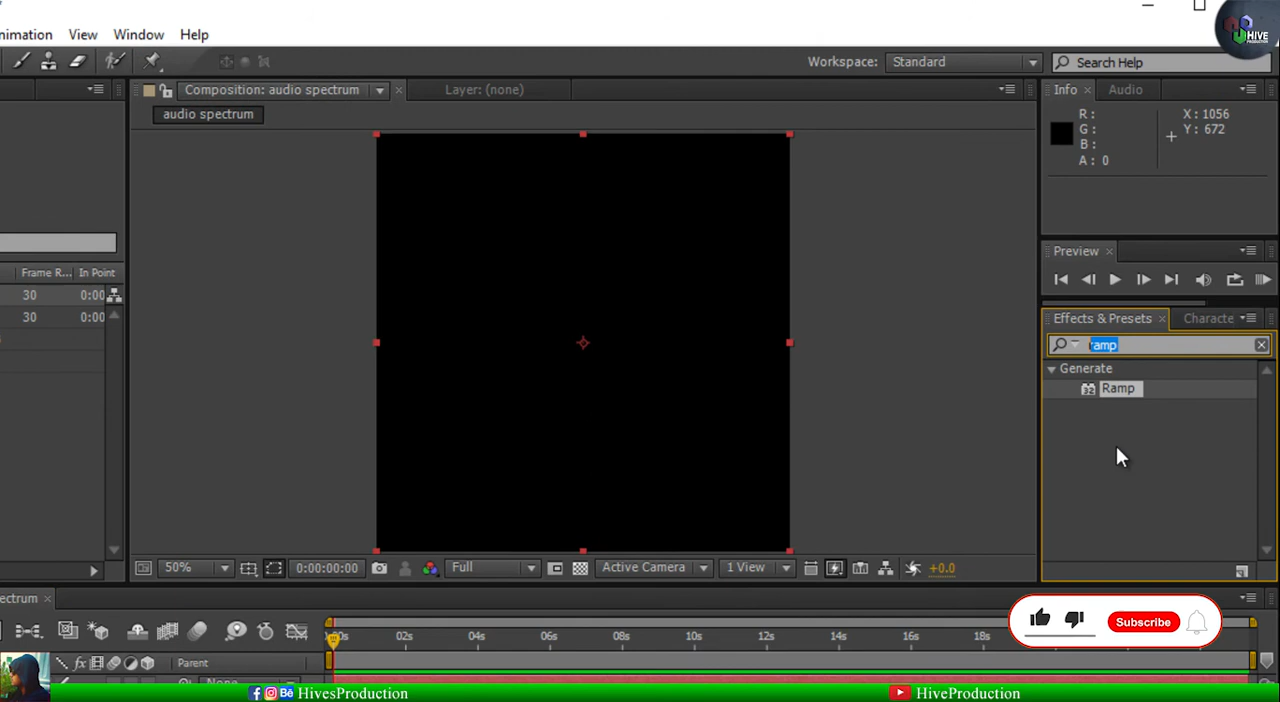 HIVE
PRODUCTION
nimation View Window Help
Workspace: Standard
Search Help
Composition: audio spectrum
Layer: (none)
Info
Audio
audio spectrum
R:
G:
B:
A: 0
X: 1056
Y: 672
Preview
Frame R... In Point
30 0:00
30 0:00
Effects & Presets
Characte
ramp
Generate
32 Ramp
50%
0:00:00:00
Full
Active Camera
1 View
+0.0
ectrum
Subscribe
02s 04s 06s 08s 10s 12s 14s 16s 18s
fx Parent
HivesProduction
HiveProduction